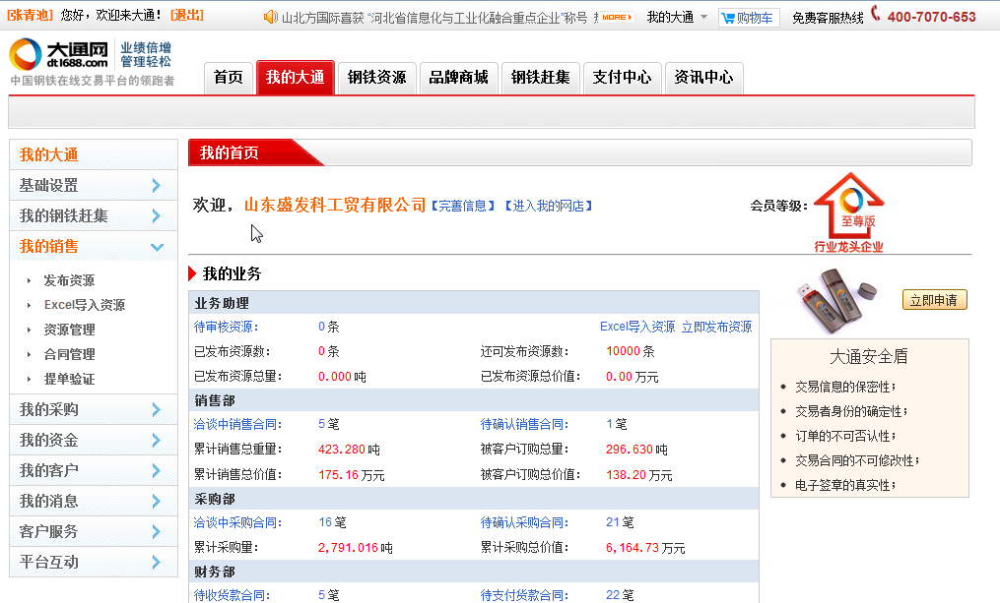 [张青池] 您好，欢迎来大通！ [退出]
山北方国际喜获 “河北省信息化与工业化融合重点企业”称号
MORE
我的大通
购物车
免费客服热线
400-7070-653
大通网
dt1688.com
业绩倍增
管理轻松
中国钢铁在线交易平台的领跑者
首页 我的大通 钢铁资源 品牌商城 钢铁赶集 支付中心 资讯中心
我的大通
基础设置
我的钢铁赶集
我的销售
发布资源
Excel导入资源
资源管理
合同管理
提单验证
我的采购
我的资金
我的客户
我的消息
客户服务
平台互动
我的首页
欢迎，山东盛发科工贸有限公司【完善信息】【进入我的网店】
会员等级：
至尊版
行业龙头企业
我的业务
业务助理
待审核资源： 0 条 Excel导入资源 立即发布资源
已发布资源数： 0 条 还可发布资源数： 10000 条
已发布资源总量： 0.000 吨 已发布资源总价值： 0.00 万元
销售部
洽谈中销售合同： 5 笔 待确认销售合同： 1 笔
累计销售总重量： 423.280 吨 被客户订购总量： 296.630 吨
累计销售总价值： 175.16 万元 被客户订购总价值： 138.20 万元
采购部
洽谈中采购合同： 16 笔 待确认采购合同： 21 笔
累计采购量： 2,791.016 吨 累计采购总价值： 6,164.73 万元
财务部
待收货款合同： 5 笔 待支付货款合同： 22 笔
立即申请
大通安全盾
• 交易信息的保密性；
• 交易者身份的确定性；
• 订单的不可否认性；
• 交易合同的不可修改性；
• 电子签章的真实性；